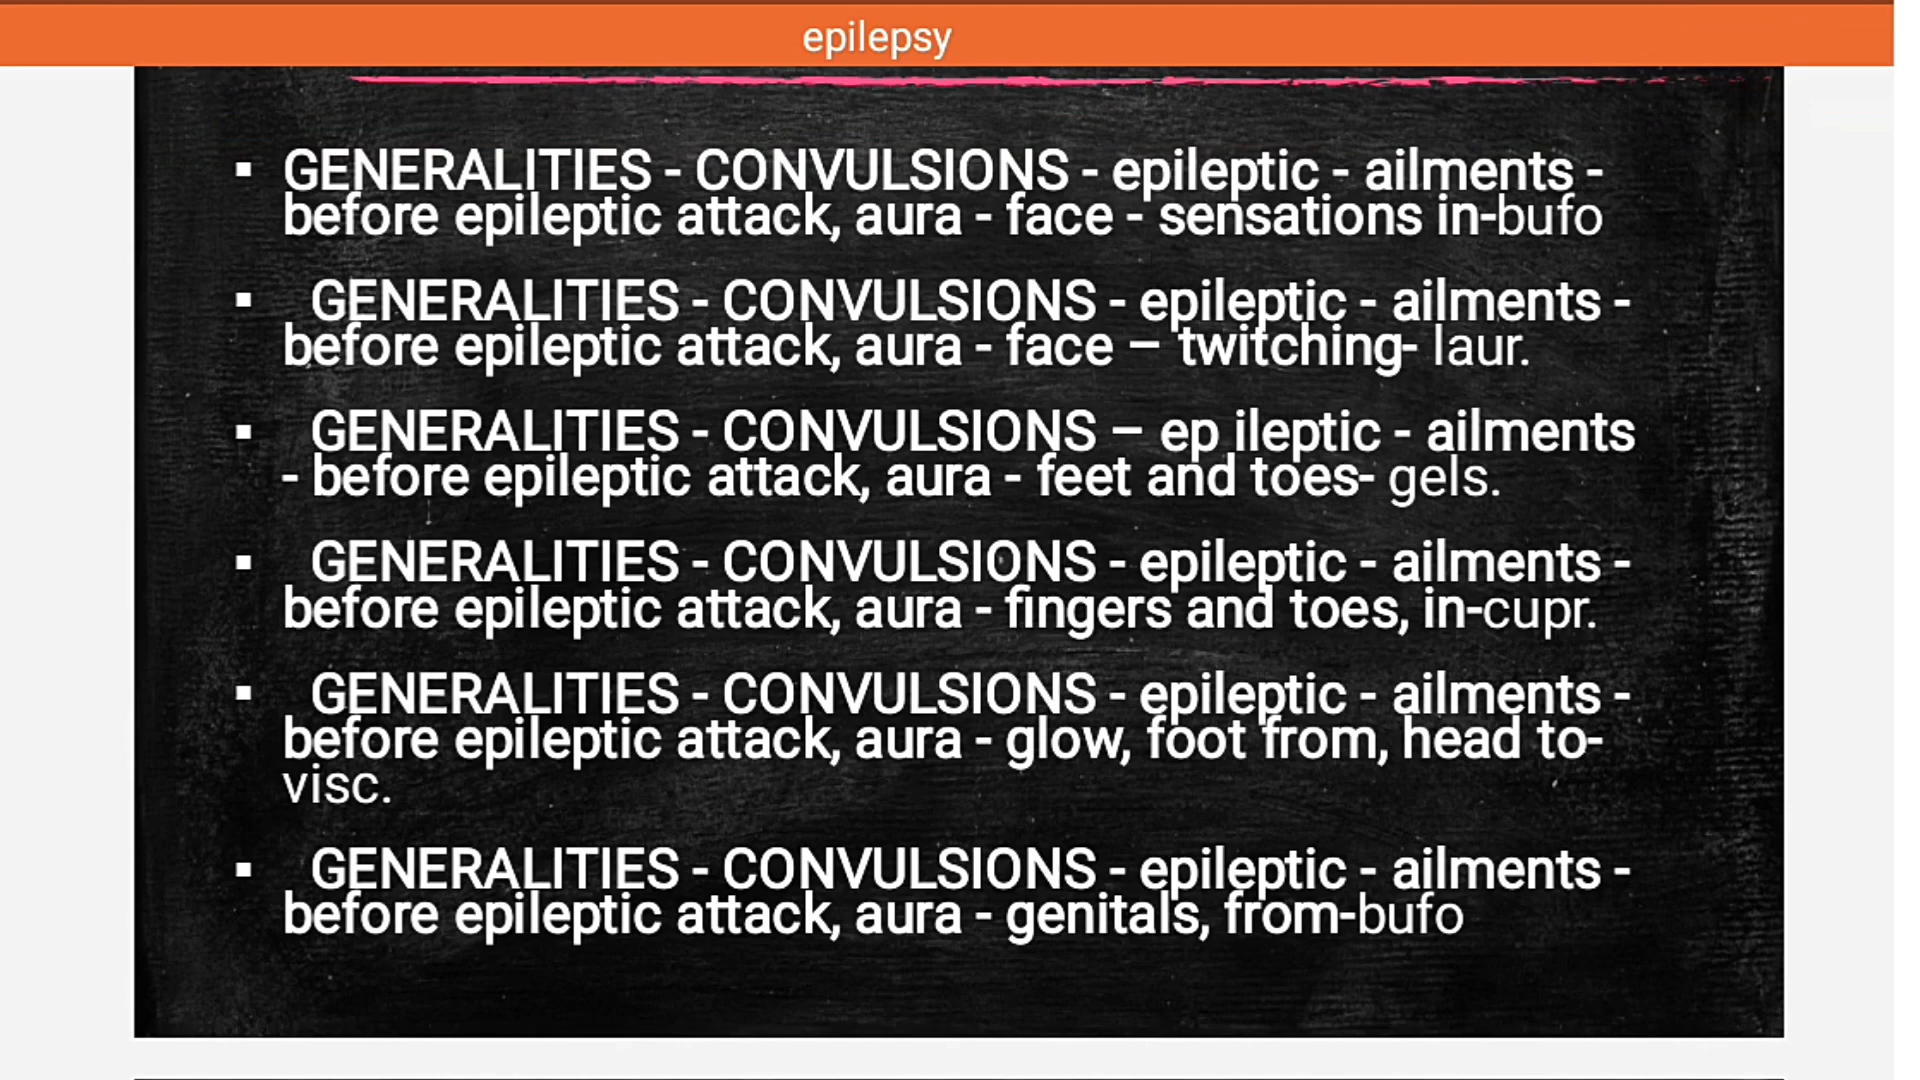 epilepsy
▪ GENERALITIES - CONVULSIONS - epileptic - ailments -
before epileptic attack, aura - face - sensations in-bufo
▪ GENERALITIES - CONVULSIONS - epileptic - ailments -
before epileptic attack, aura - face – twitching- laur.
▪ GENERALITIES - CONVULSIONS – ep ileptic - ailments
- before epileptic attack, aura - feet and toes- gels.
▪ GENERALITIES - CONVULSIONS - epileptic - ailments -
before epileptic attack, aura - fingers and toes, in-cupr.
▪ GENERALITIES - CONVULSIONS - epileptic - ailments -
before epileptic attack, aura - glow, foot from, head to-
visc.
▪ GENERALITIES - CONVULSIONS - epileptic - ailments -
before epileptic attack, aura - genitals, from-bufo